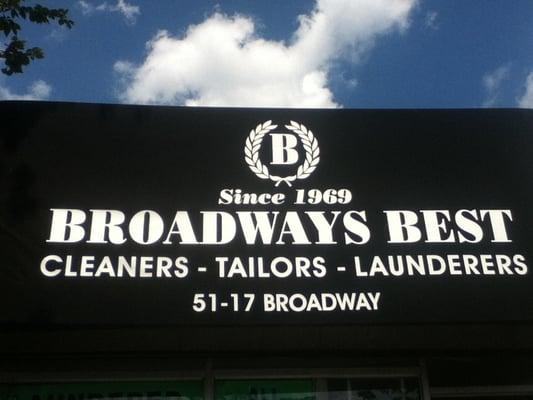 B
Since 1969
BROADWAYS BEST
CLEANERS - TAILORS - LAUNDERERS
51-17 BROADWAY